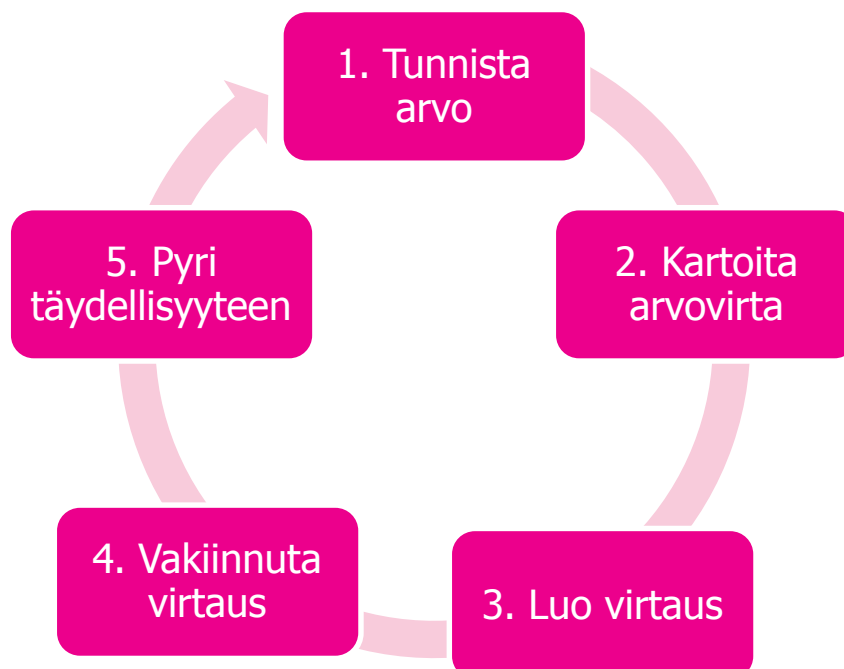 1. Tunnista
arvo
2. Kartoita
arvovirta
3. Luo virtaus
4. Vakiinnuta
virtaus
5. Pyri
täydellisyyteen